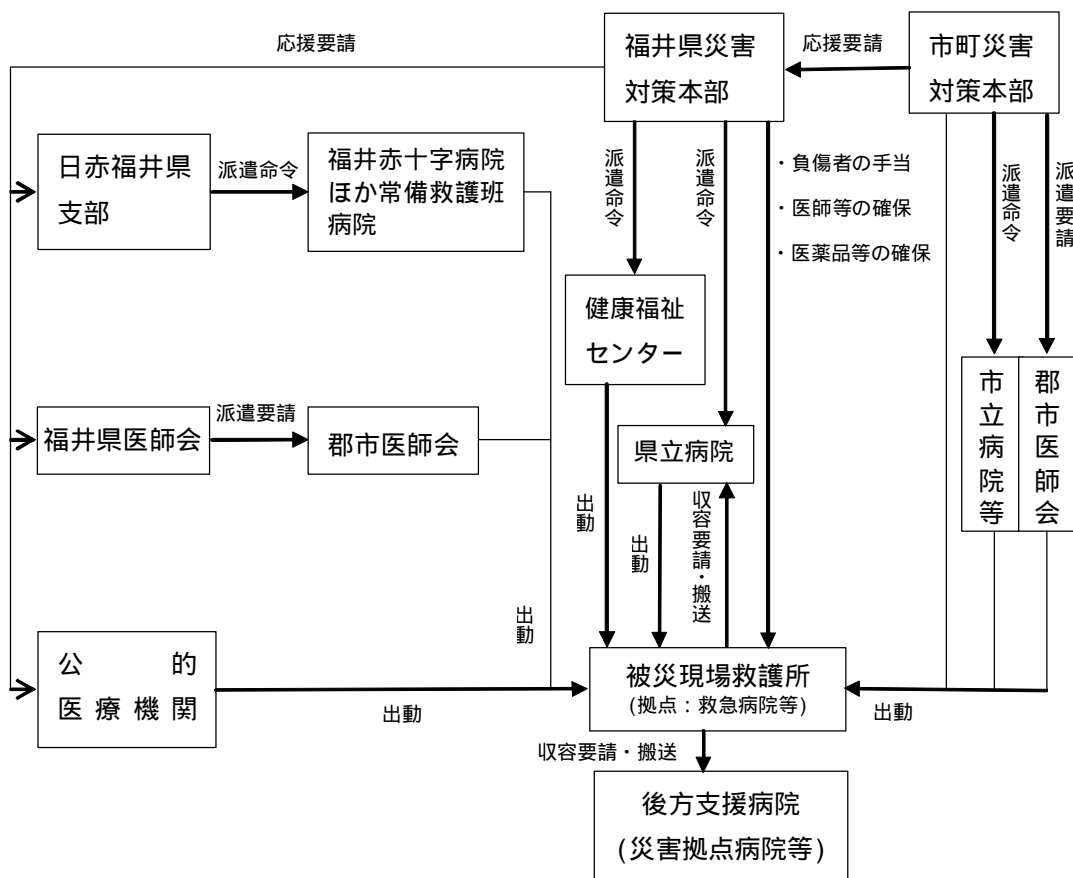 応援要請
福井県災害
対策本部
応援要請
市町災害
対策本部
日赤福井県
支部
派遣命令
福井赤十字病院
ほか常備救護班
病院
派遣命令
派遣命令
・負傷者の手当
・医師等の確保
・医薬品等の確保
派遣命令
派遣要請
健康福祉
センター
市立病院等
郡市医師会
福井県医師会
派遣要請
郡市医師会
県立病院
出動
出動
収容要請・搬送
出動
公的
医療機関
出動
被災現場救護所
(拠点：救急病院等)
出動
収容要請・搬送
後方支援病院
(災害拠点病院等)